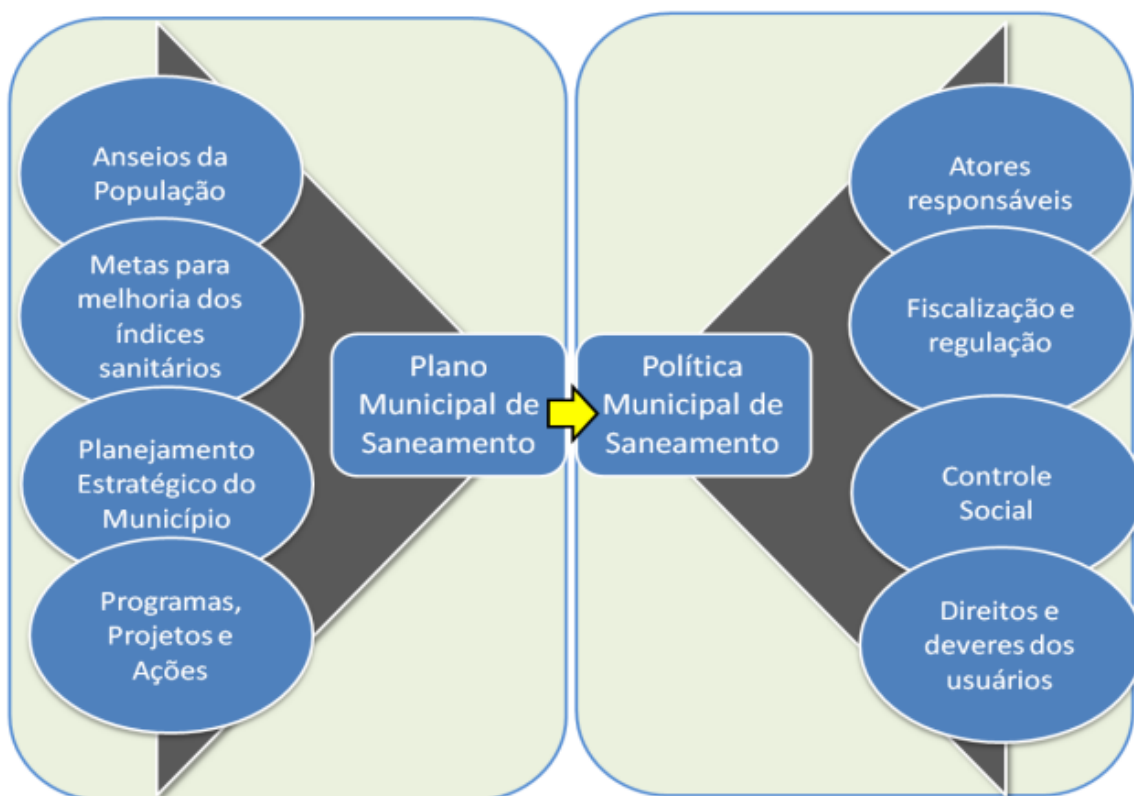 Anseios da
População
Metas para
melhoria dos
índices
sanitários
Planejamento
Estratégico do
Município
Programas,
Projetos e
Ações
Plano
Municipal de
Saneamento
Política
Municipal de
Saneamento
Atores
responsáveis
Fiscalização e
regulação
Controle
Social
Direitos e
deveres dos
usuários